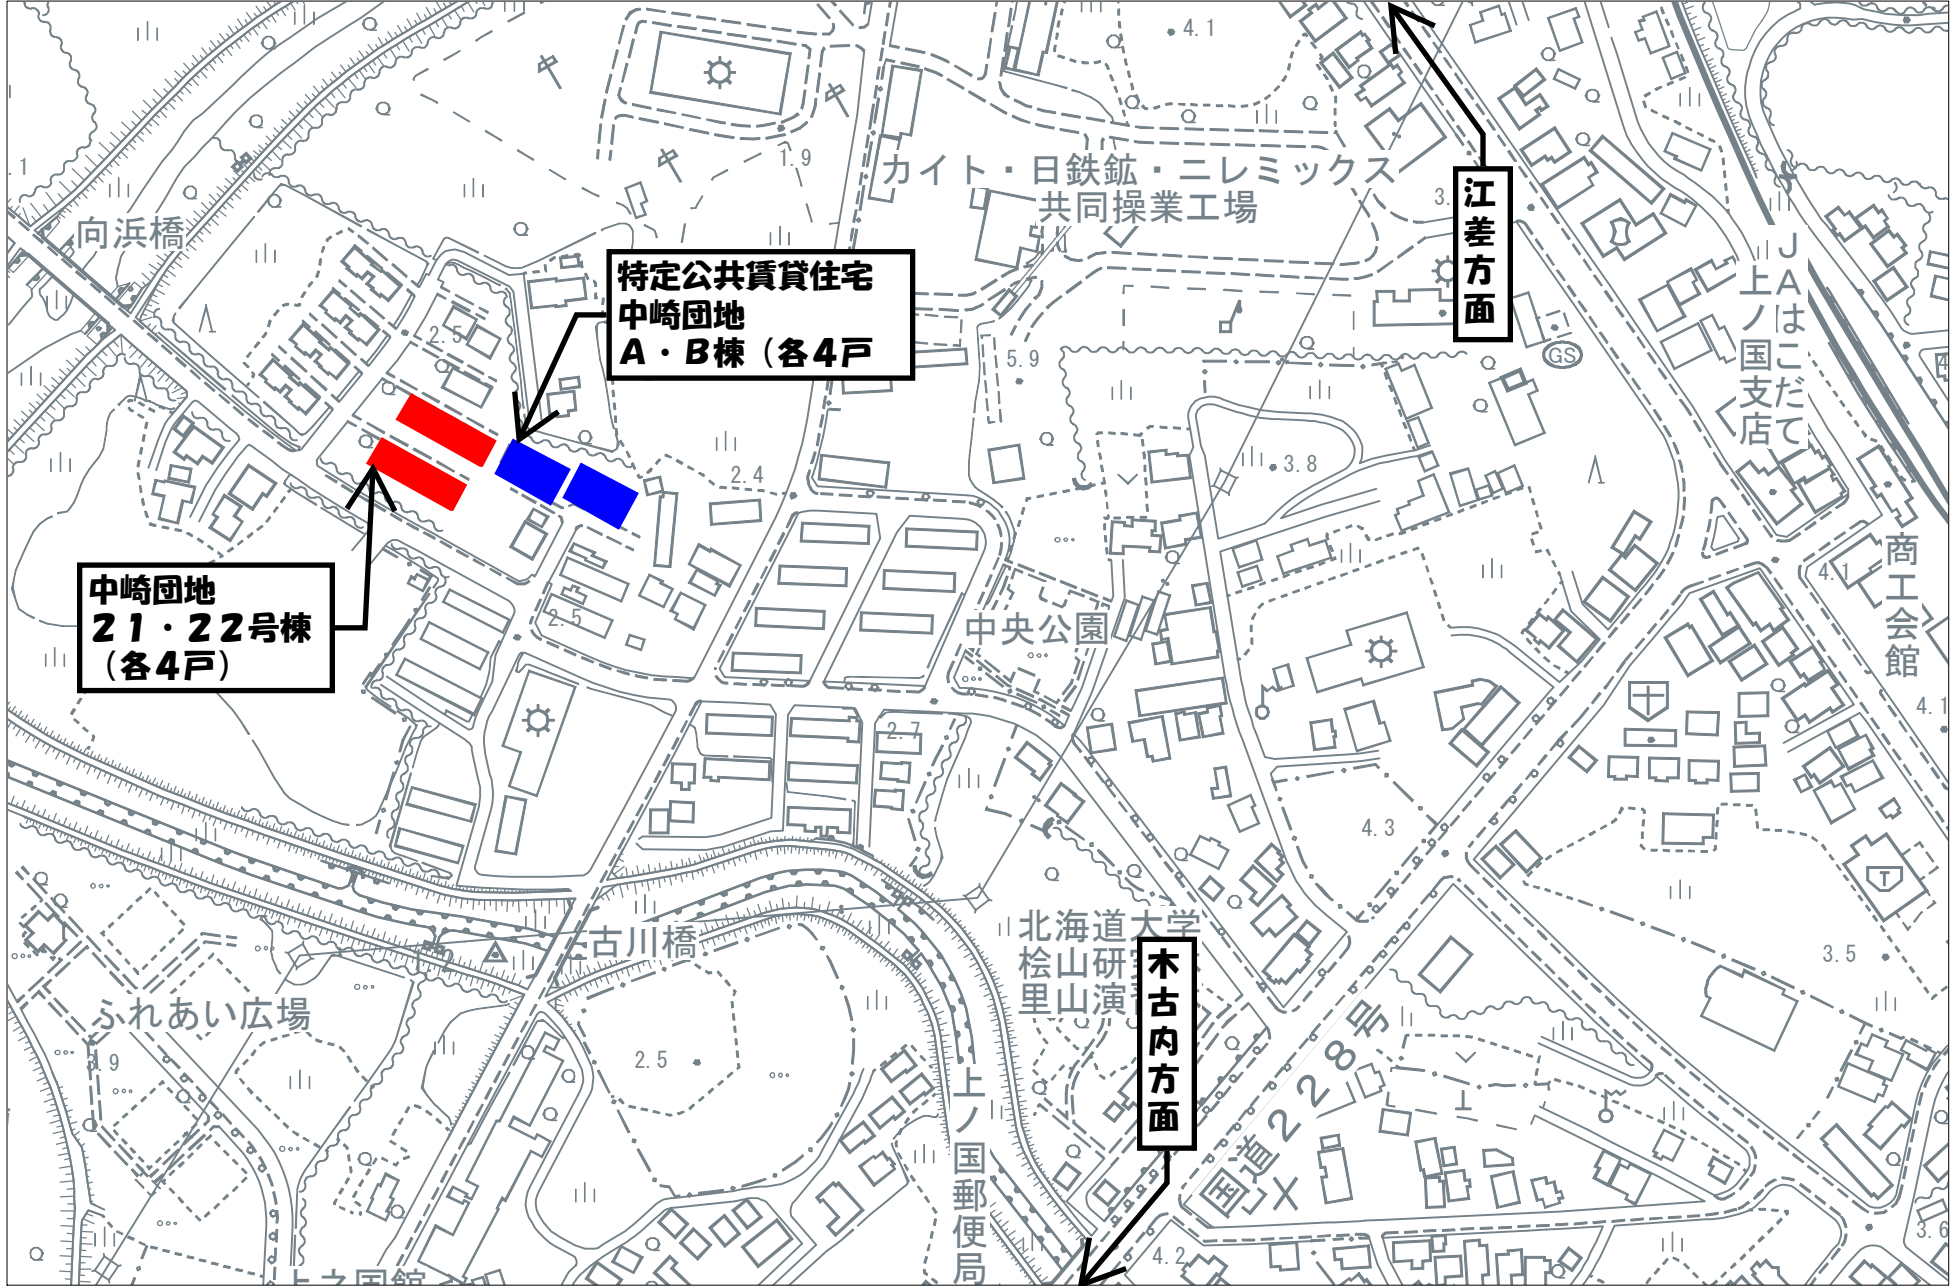 4.1
1.9
カイト・日鉄鉱・ニレミックス
共同操業工場
江差方面
向浜橋
特定公共賃貸住宅
中崎団地
A・B棟（各4戸
JAはこだて
上ノ国支店
2.5
5.9
GS
2.4
3.8
中崎団地
21・22号棟
（各4戸）
2.5
中央公園
4.1
商工会館
2.7
4.1
4.3
古川橋
北海道大学
桧山研
里山演
木古内方面
3.5
ふれあい広場
3.9
2.5
国道228号
上ノ国郵便局
4.2
3.6